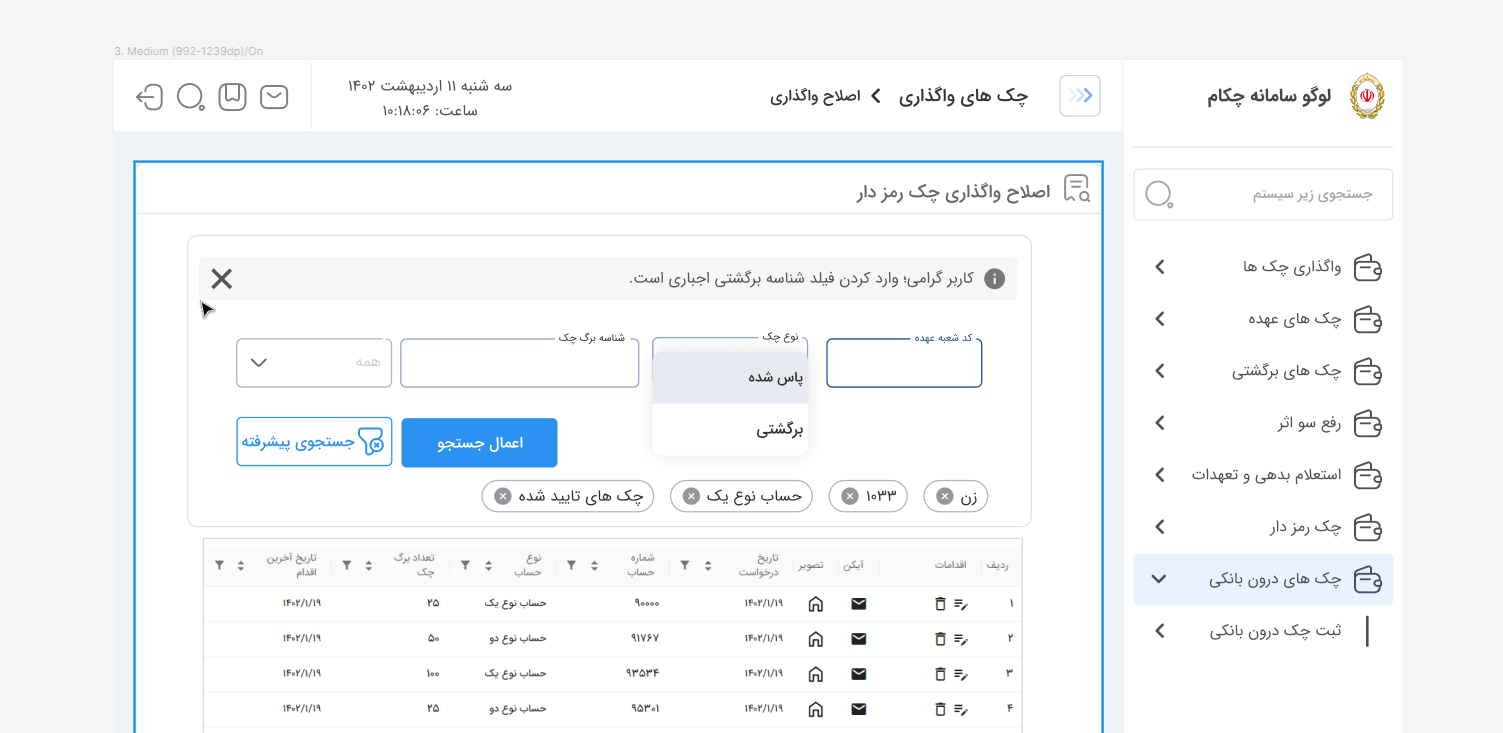 3. Medium (992-1239dp)/On
لوگو سامانه چکام
چک های واگذاری
اصلاح واگذاری
سه شنبه ۱۱ اردیبهشت ۱۴۰۲
ساعت: ۱۰:۱۸:۰۶
جستجوی زیر سیستم
واگذاری چک ها
چک های عهده
چک های برگشتی
رفع سو اثر
استعلام بدهی و تعهدات
چک رمز دار
چک های درون بانکی
ثبت چک درون بانکی
اصلاح واگذاری چک رمز دار
کاربر گرامی؛ وارد کردن فیلد شناسه برگشتی اجباری است.
کد شعبه عهده
نوع چک
شناسه برگ چک
همه
پاس شده
برگشتی
اعمال جستجو
جستجوی پیشرفته
زن
۱۰۳۳
حساب نوع یک
چک های تایید شده
ردیف اقدامات آیکن تصویر تاریخ درخواست شماره حساب نوع حساب تعداد برگ چک تاریخ آخرین اقدام
۱ ۱۴۰۲/۱/۱۹ ۹۰۰۰۰ حساب نوع یک ۲۵ ۱۴۰۲/۱/۱۹
۲ ۱۴۰۲/۱/۱۹ ۹۱۷۶۷ حساب نوع دو ۵۰ ۱۴۰۲/۱/۱۹
۳ ۱۴۰۲/۱/۱۹ ۹۳۵۳۴ حساب نوع یک ۱۰۰ ۱۴۰۲/۱/۱۹
۴ ۱۴۰۲/۱/۱۹ ۹۵۳۰۱ حساب نوع دو ۲۵ ۱۴۰۲/۱/۱۹